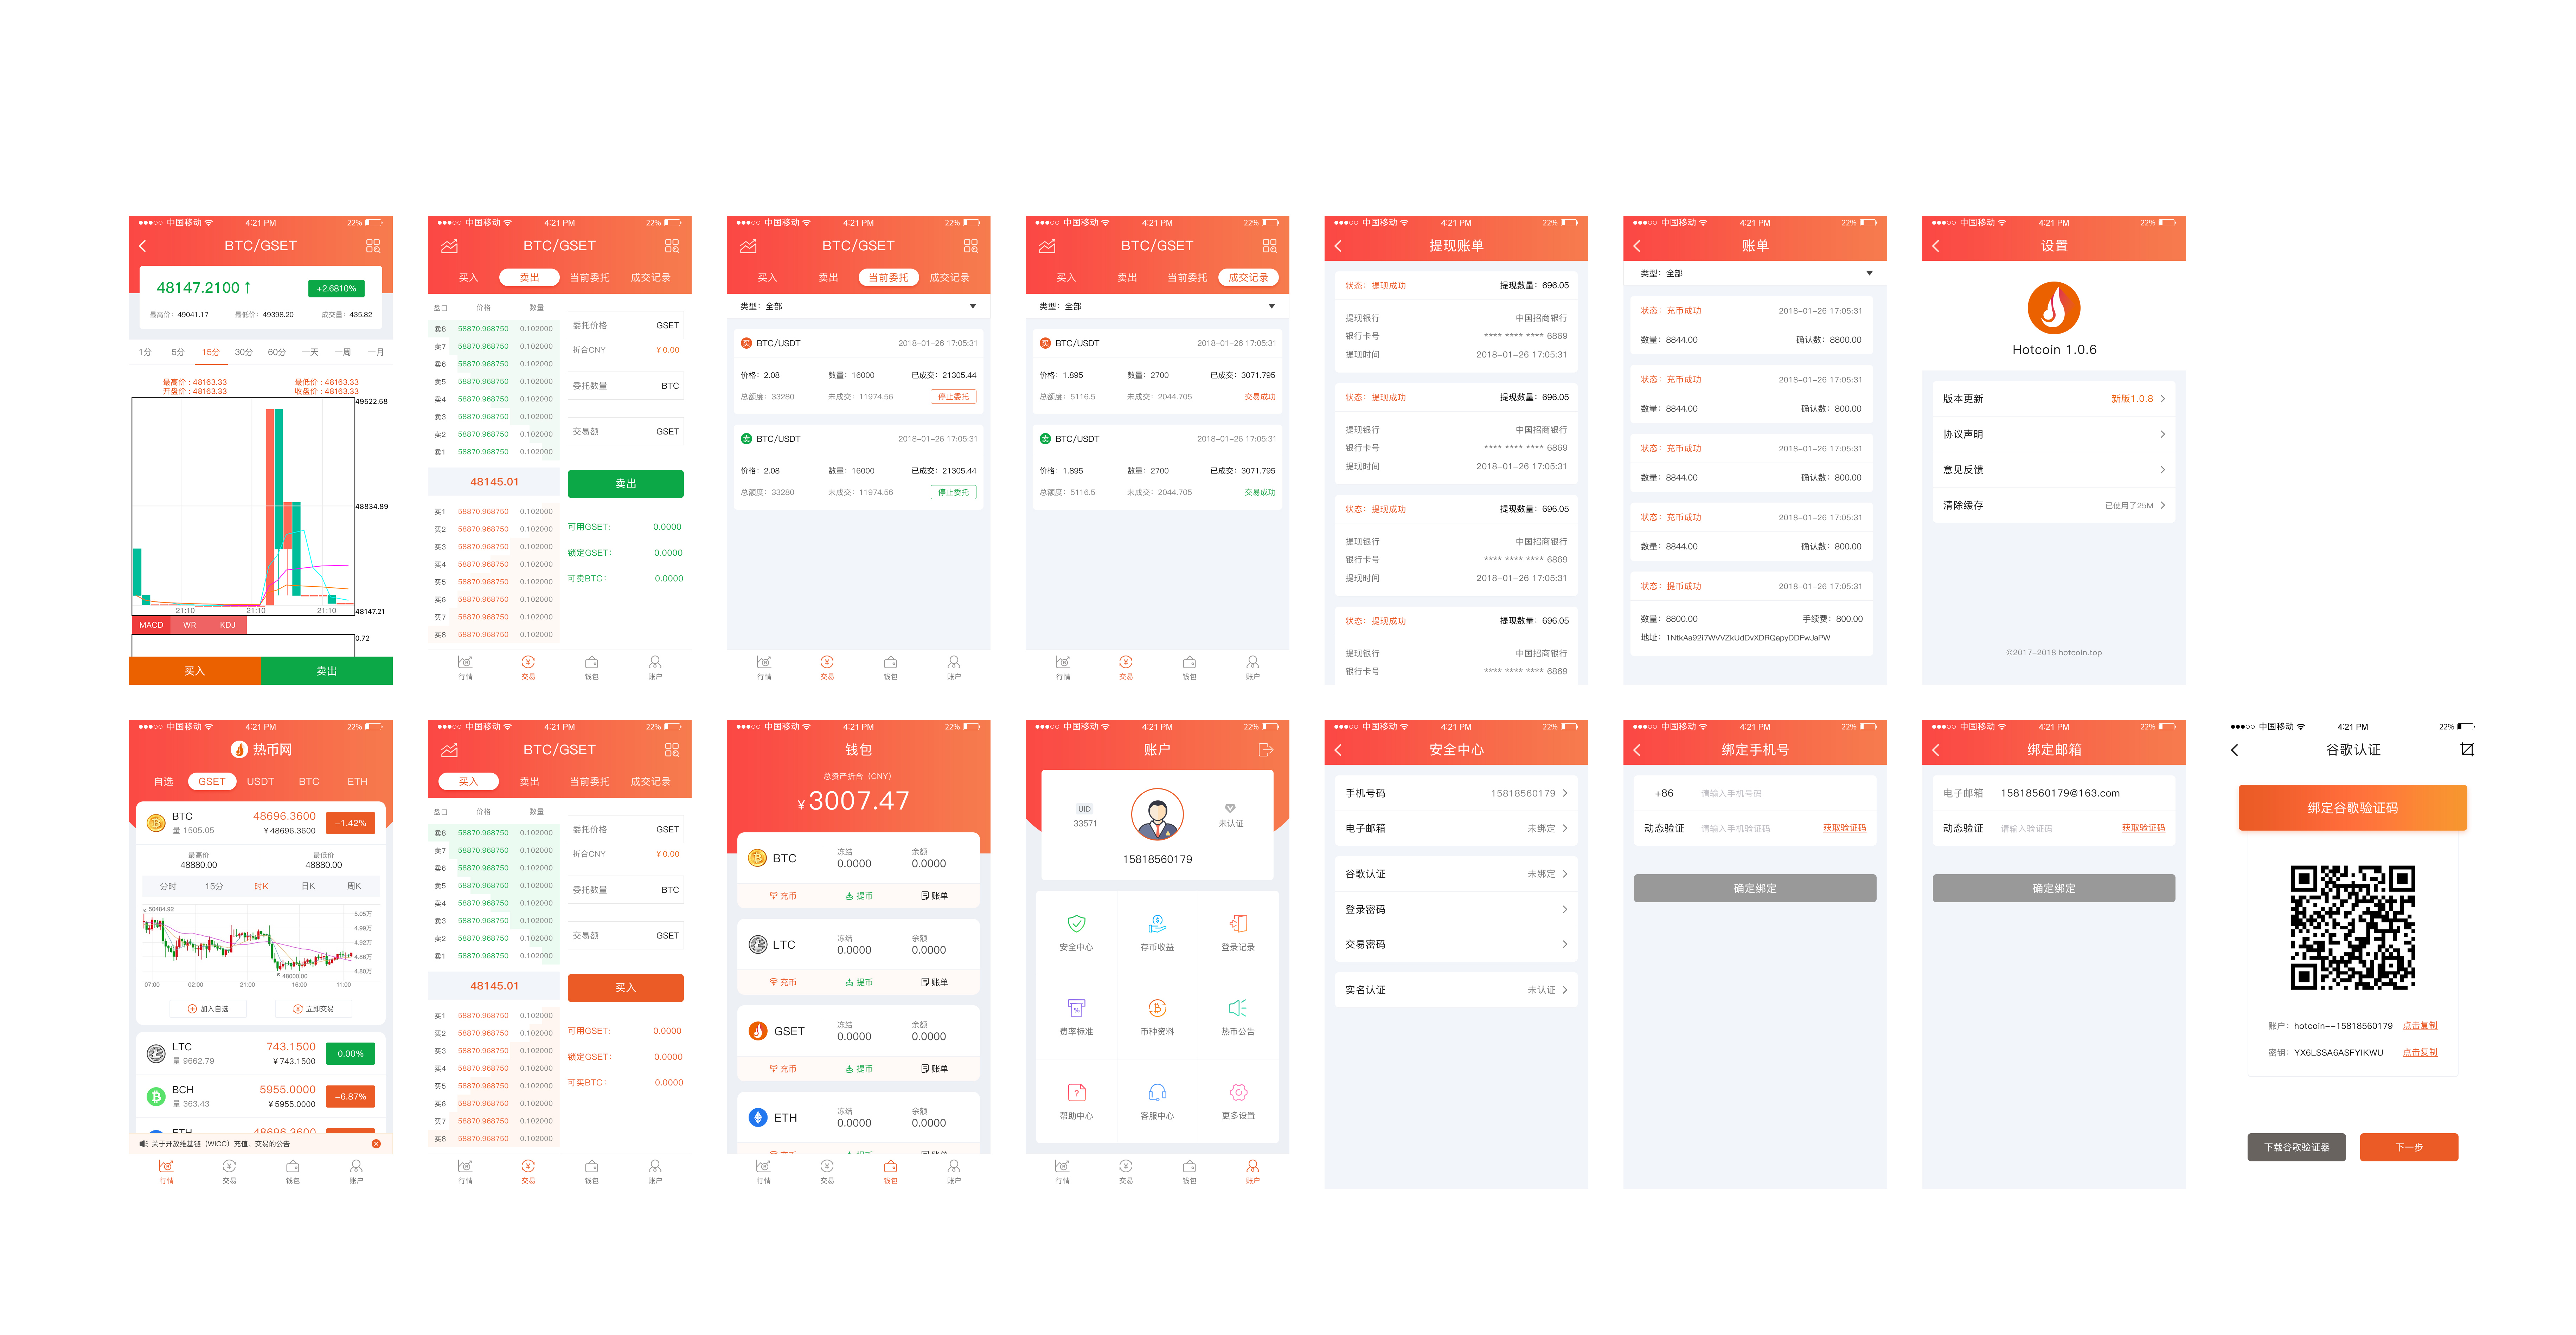 中国移动 4:21 PM 22%
BTC/GSET
48147.2100↑ +2.6810%
最高价：49041.17 最低价：49398.20 成交量：435.82
1分 5分 15分 30分 60分 一天 一周 一月
最高价：48163.33 最低价：48163.33
开盘价：48163.33 收盘价：48163.33
49522.58
48834.89
21:10 21:10 21:10
48147.21
MACD WR KDJ
0.72
买入 卖出
中国移动 4:21 PM 22%
BTC/GSET
买入 卖出 当前委托 成交记录
盘口 价格 数量
卖8 58870.968750 0.102000
卖7 58870.968750 0.102000
卖6 58870.968750 0.102000
卖5 58870.968750 0.102000
卖4 58870.968750 0.102000
卖3 58870.968750 0.102000
卖2 58870.968750 0.102000
卖1 58870.968750 0.102000
48145.01
买1 58870.968750 0.102000
买2 58870.968750 0.102000
买3 58870.968750 0.102000
买4 58870.968750 0.102000
买5 58870.968750 0.102000
买6 58870.968750 0.102000
买7 58870.968750 0.102000
买8 58870.968750 0.102000
委托价格 GSET
折合CNY ¥0.00
委托数量 BTC
交易额 GSET
卖出
可用GSET: 0.0000
锁定GSET: 0.0000
可卖BTC: 0.0000
行情 交易 钱包 账户
中国移动 4:21 PM 22%
BTC/GSET
买入 卖出 当前委托 成交记录
类型：全部
买 BTC/USDT 2018-01-26 17:05:31
价格：2.08 数量：16000 已成交：21305.44
总额度：33280 未成交：11974.56 停止委托
卖 BTC/USDT 2018-01-26 17:05:31
价格：2.08 数量：16000 已成交：21305.44
总额度：33280 未成交：11974.56 停止委托
行情 交易 钱包 账户
中国移动 4:21 PM 22%
BTC/GSET
买入 卖出 当前委托 成交记录
类型：全部
买 BTC/USDT 2018-01-26 17:05:31
价格：1.895 数量：2700 已成交：3071.795
总额度：5116.5 未成交：2044.705 交易成功
卖 BTC/USDT 2018-01-26 17:05:31
价格：1.895 数量：2700 已成交：3071.795
总额度：5116.5 未成交：2044.705 交易成功
行情 交易 钱包 账户
中国移动 4:21 PM 22%
提现账单
状态：提现成功 提现数量：696.05
提现银行 中国招商银行
银行卡号 **** **** **** 6869
提现时间 2018-01-26 17:05:31
状态：提现成功 提现数量：696.05
提现银行 中国招商银行
银行卡号 **** **** **** 6869
提现时间 2018-01-26 17:05:31
状态：提现成功 提现数量：696.05
提现银行 中国招商银行
银行卡号 **** **** **** 6869
提现时间 2018-01-26 17:05:31
状态：提现成功 提现数量：696.05
提现银行 中国招商银行
银行卡号 **** **** **** 6869
中国移动 4:21 PM 22%
账单
类型：全部
状态：充币成功 2018-01-26 17:05:31
数量：8844.00 确认数：8800.00
状态：充币成功 2018-01-26 17:05:31
数量：8844.00 确认数：800.00
状态：充币成功 2018-01-26 17:05:31
数量：8844.00 确认数：800.00
状态：充币成功 2018-01-26 17:05:31
数量：8844.00 确认数：800.00
状态：提币成功 2018-01-26 17:05:31
数量：8800.00 手续费：800.00
地址：1NtkAa92i7WVVZkUdDvXDRQapyDDFwJaPW
中国移动 4:21 PM 22%
设置
Hotcoin 1.0.6
版本更新 新版1.0.8
协议声明
意见反馈
清除缓存 已使用了25M
©2017-2018 hotcoin.top
中国移动 4:21 PM 22%
热币网
自选 GSET USDT BTC ETH
BTC 48696.3600 -1.42%
量 1505.05 ¥48696.3600
最高价 最低价
48880.00 48880.00
分时 15分 时K 日K 周K
50484.92
5.05万
4.99万
4.92万
4.86万
4.80万
48000.00
07:00 02:00 21:00 16:00 11:00
加入自选 立即交易
LTC 743.1500 0.00%
量 9662.79 ¥743.1500
BCH 5955.0000 -6.87%
量 363.43 ¥5955.0000
ETH 48696.3600
关于开放维基链（WICC）充值、交易的公告
行情 交易 钱包 账户
中国移动 4:21 PM 22%
BTC/GSET
买入 卖出 当前委托 成交记录
盘口 价格 数量
卖8 58870.968750 0.102000
卖7 58870.968750 0.102000
卖6 58870.968750 0.102000
卖5 58870.968750 0.102000
卖4 58870.968750 0.102000
卖3 58870.968750 0.102000
卖2 58870.968750 0.102000
卖1 58870.968750 0.102000
48145.01
买1 58870.968750 0.102000
买2 58870.968750 0.102000
买3 58870.968750 0.102000
买4 58870.968750 0.102000
买5 58870.968750 0.102000
买6 58870.968750 0.102000
买7 58870.968750 0.102000
买8 58870.968750 0.102000
委托价格 GSET
折合CNY ¥0.00
委托数量 BTC
交易额 GSET
买入
可用GSET: 0.0000
锁定GSET: 0.0000
可买BTC: 0.0000
行情 交易 钱包 账户
中国移动 4:21 PM 22%
钱包
总资产折合（CNY）
¥3007.47
BTC 冻结 0.0000 余额 0.0000
充币 提币 账单
LTC 冻结 0.0000 余额 0.0000
充币 提币 账单
GSET 冻结 0.0000 余额 0.0000
充币 提币 账单
ETH 冻结 0.0000 余额 0.0000
充币 提币 账单
行情 交易 钱包 账户
中国移动 4:21 PM 22%
账户
UID
33571 未认证
15818560179
安全中心 存币收益 登录记录
费率标准 币种资料 热币公告
帮助中心 客服中心 更多设置
行情 交易 钱包 账户
中国移动 4:21 PM 22%
安全中心
手机号码 15818560179
电子邮箱 未绑定
谷歌认证 未绑定
登录密码
交易密码
实名认证 未认证
中国移动 4:21 PM 22%
绑定手机号
+86 请输入手机号码
动态验证 请输入手机验证码 获取验证码
确定绑定
中国移动 4:21 PM 22%
绑定邮箱
电子邮箱 15818560179@163.com
动态验证 请输入验证码 获取验证码
确定绑定
中国移动 4:21 PM 22%
谷歌认证
绑定谷歌验证码
账户：hotcoin--15818560179 点击复制
密钥：YX6LSSA6ASFYIKWU 点击复制
下载谷歌验证器 下一步